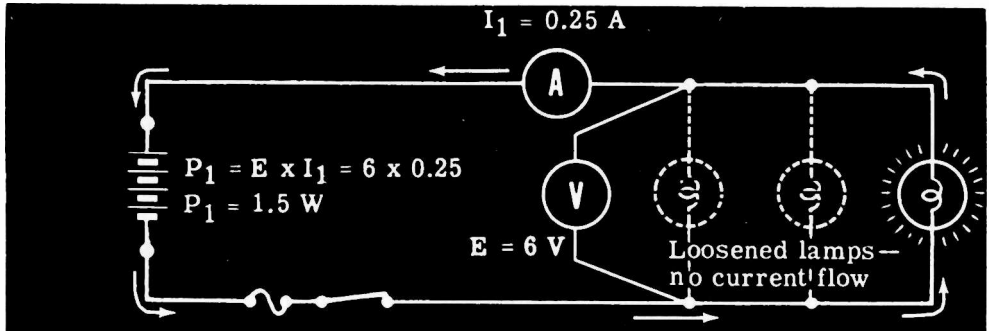 I1 = 0.25 A
A
P1 = E x I1 = 6 x 0.25
P1 = 1.5 W
V
E = 6 V
Loosened lamps—
no current flow